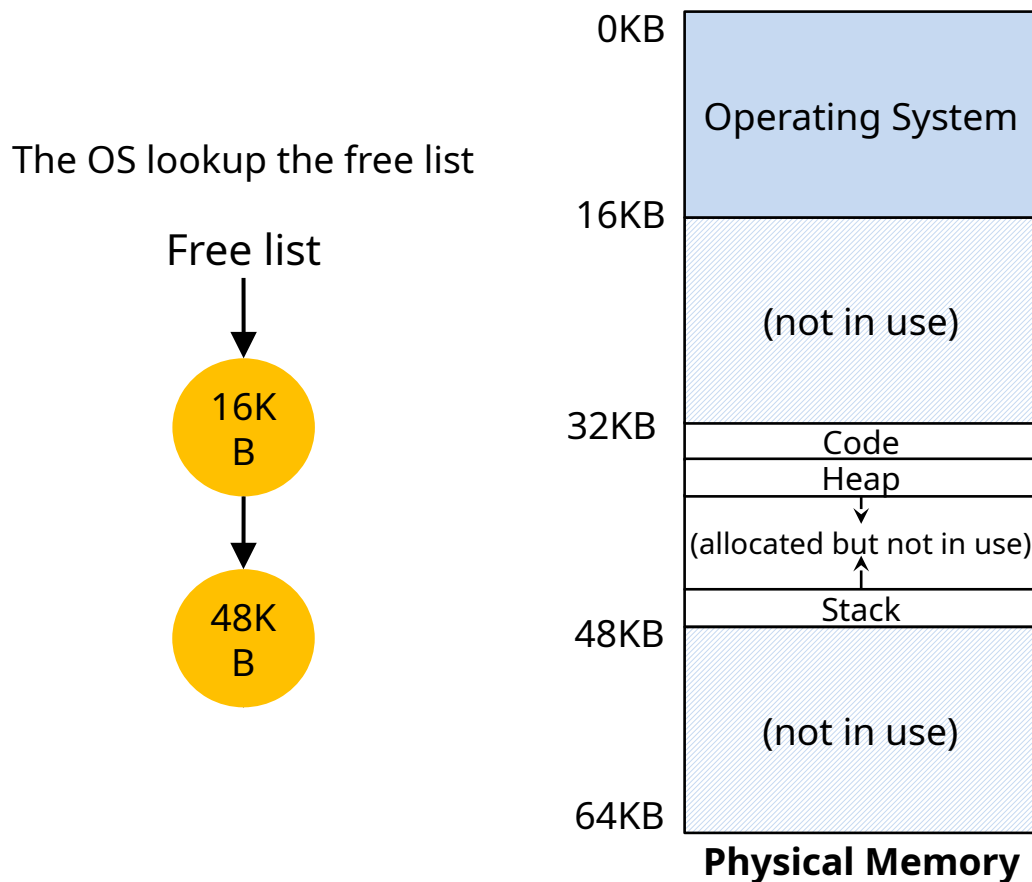 The OS lookup the free list
Free list
16K
B
48K
B
0KB
Operating System
16KB
(not in use)
32KB
Code
Heap
(allocated but not in use)
Stack
48KB
(not in use)
64KB
Physical Memory